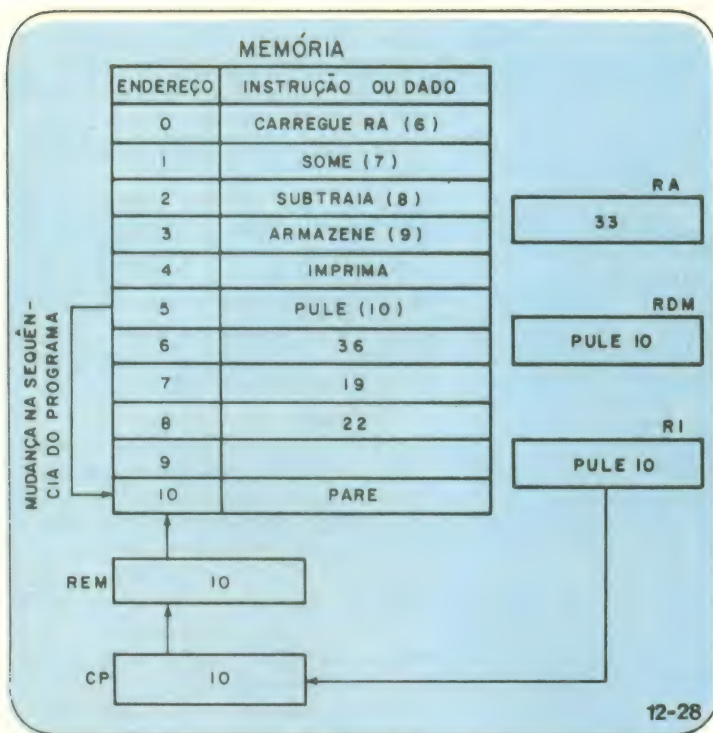 MEMÓRIA
ENDEREÇO INSTRUÇÃO OU DADO
0 CARREGUE RA (6)
1 SOME (7)
2 SUBTRAIA (8)
3 ARMAZENE (9)
4 IMPRIMA
5 PULE (10)
6 36
7 19
8 22
9
10 PARE
MUDANÇA NA SEQUÊN-
CIA DO PROGRAMA
RA
33
RDM
PULE 10
RI
PULE 10
REM 10
CP 10
12-28